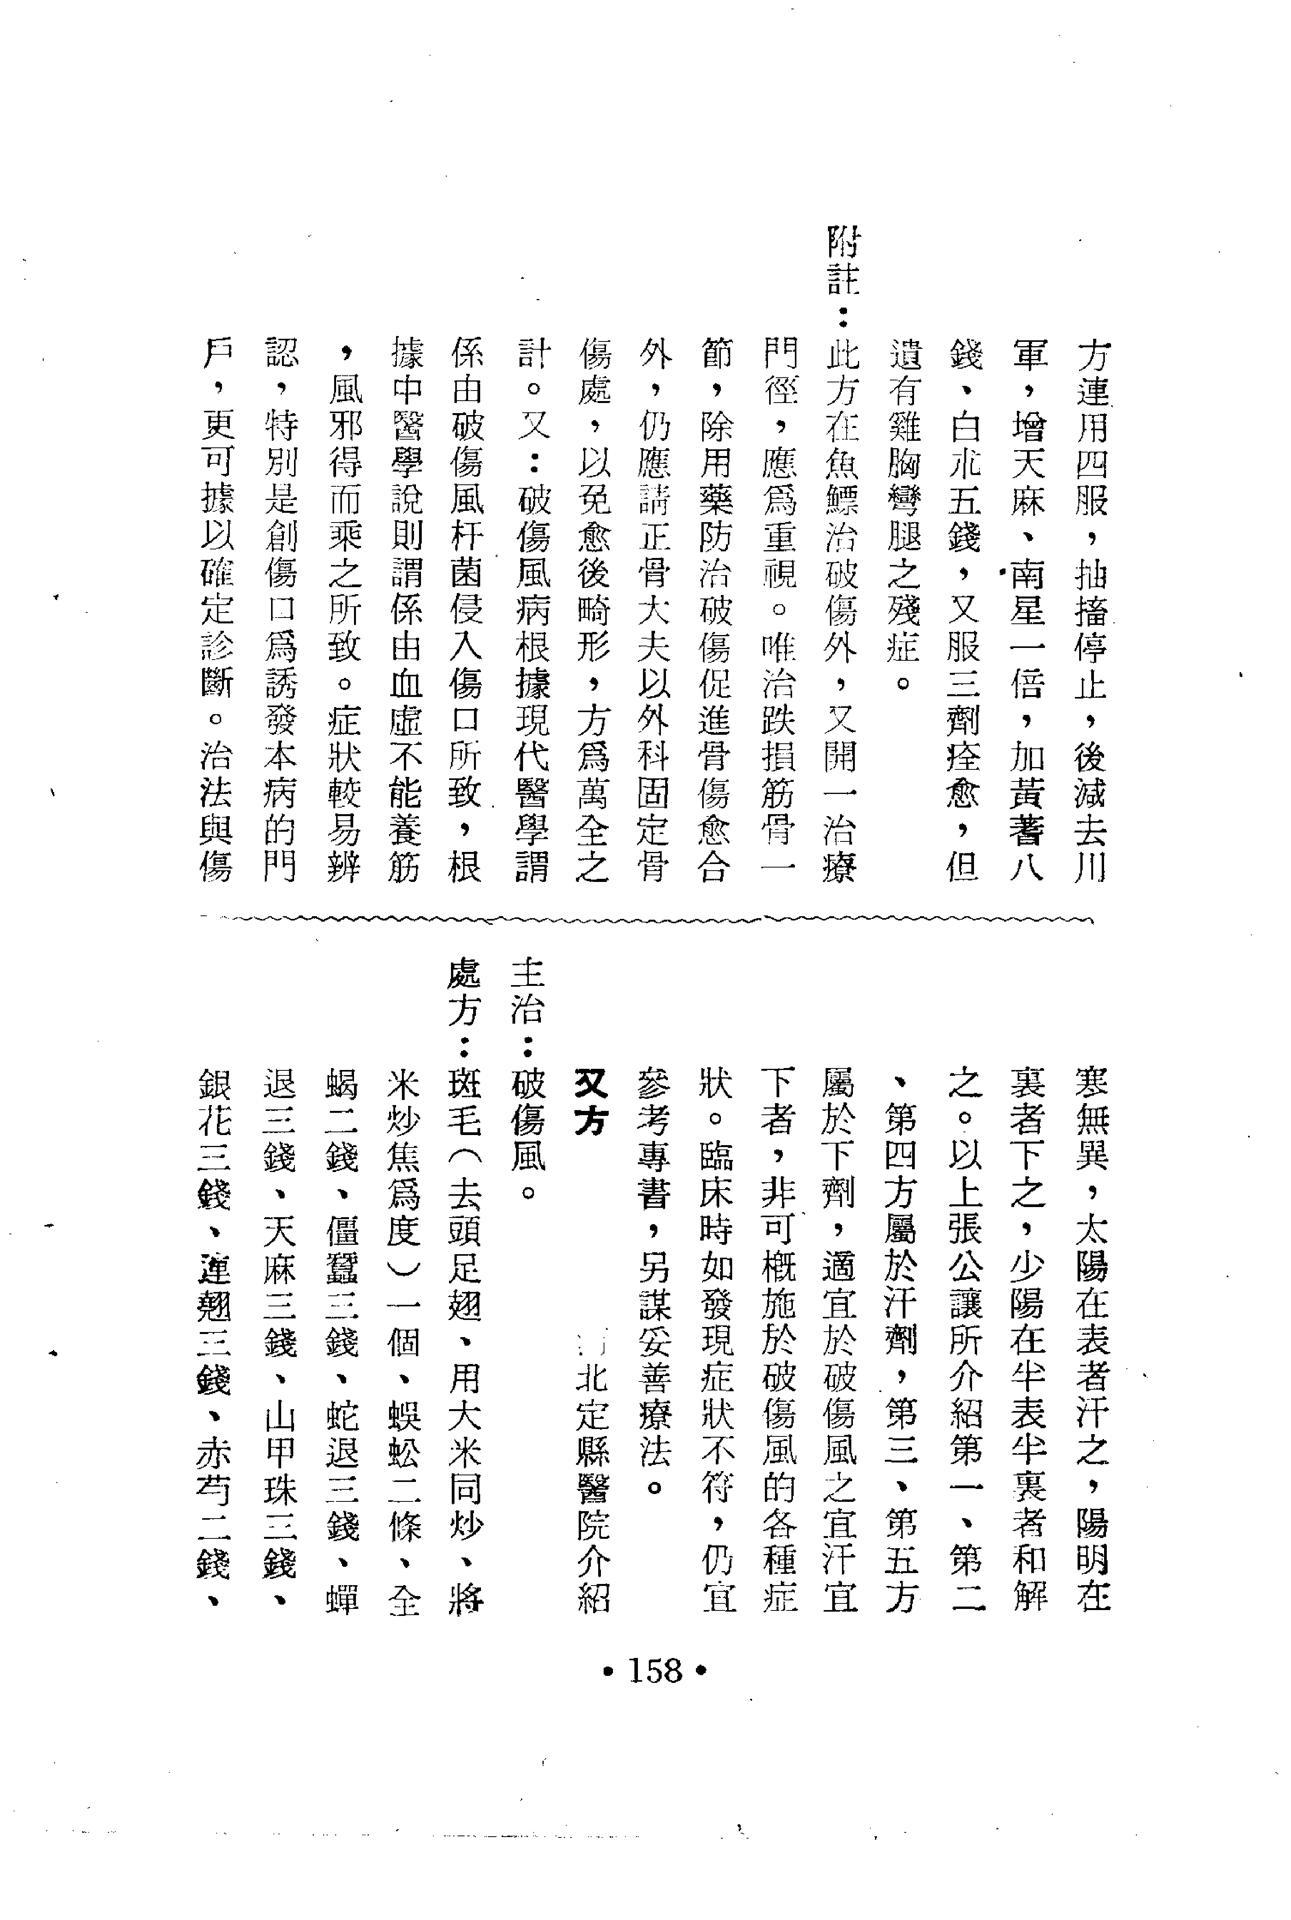 方連用四服，抽搐停止，後減去川
軍，增天麻、南星一倍，加黃蓍八
錢、白朮五錢，又服三劑痊愈，但
遺有雞胸彎腿之殘症。
附註：此方在魚鰾治破傷外，又開一治療
門徑，應爲重視。唯治跌損筋骨一
節，除用藥防治破傷促進骨傷愈合
外，仍應請正骨大夫以外科固定骨
傷處，以免愈後畸形，方爲萬全之
計。又：破傷風病根據現代醫學謂
係由破傷風杆菌侵入傷口所致，根
據中醫學說則謂係由血虛不能養筋
，風邪得而乘之所致。症狀較易辨
認，特別是創傷口爲誘發本病的門
戶，更可據以確定診斷。治法與傷
寒無異，太陽在表者汗之，陽明在
裏者下之，少陽在半表半裏者和解
之。以上張公讓所介紹第一、第二
、第四方屬於汗劑，第三、第五方
屬於下劑，適宜於破傷風之宜汗宜
下者，非可槪施於破傷風的各種症
狀。臨床時如發現症狀不符，仍宜
參考專書，另謀妥善療法。
又方
北定縣醫院介紹
主治：破傷風。
處方：斑毛（去頭足翅、用大米同炒、將
米炒焦爲度）一個、蜈蚣二條、全
蝎二錢、僵蠶三錢、蛇退三錢、蟬
退三錢、天麻三錢、山甲珠三錢、
銀花三錢、連翹三錢、赤芍二錢、
•158•